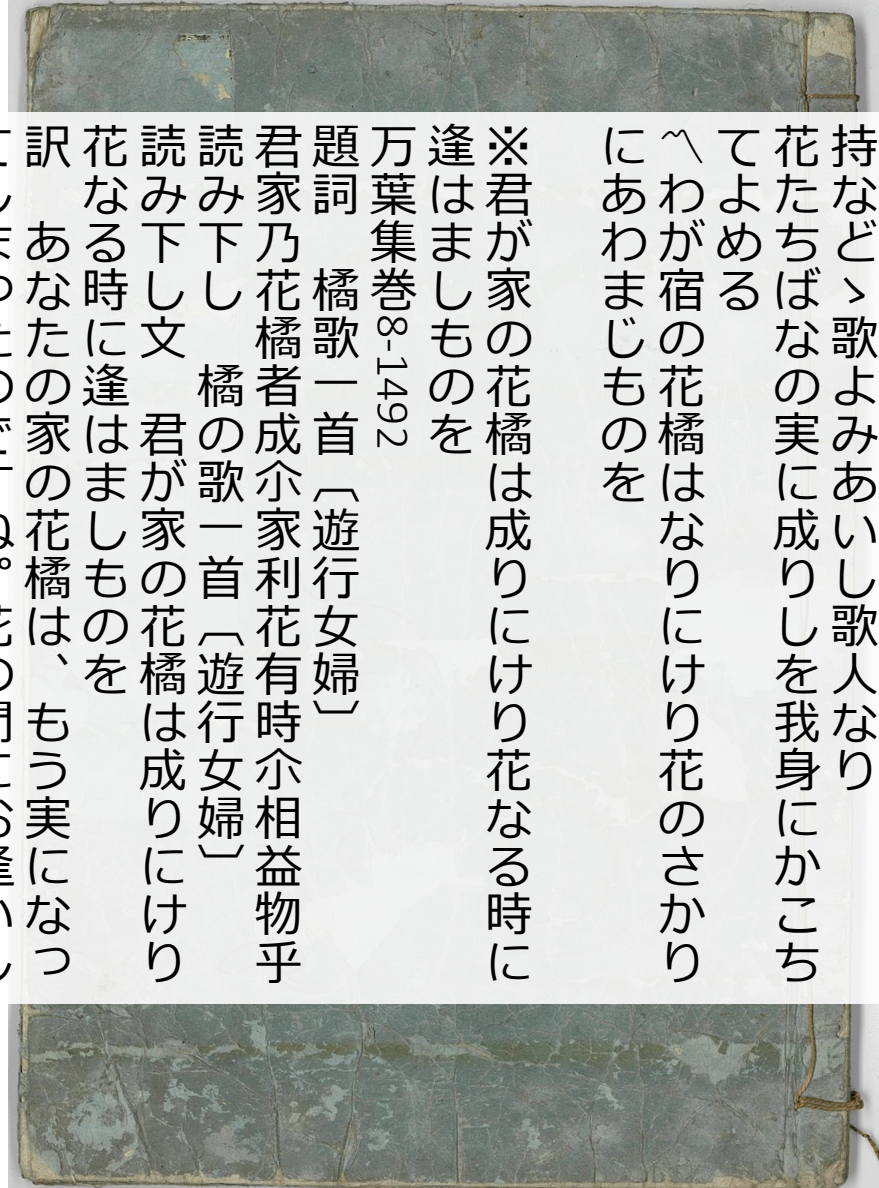 持などゝ歌よみあいし歌人なり
花たちばなの実に成りしを我身にかこち
てよめる
〽わが宿の花橘はなりにけり花のさかり
にあわまじものを
※君が家の花橘は成りにけり花なる時に
逢はましものを
万葉集巻8-1492
題詞　橘歌一首〔遊行女婦〕
君家乃花橘者成尒家利花有時尒相益物乎
読み下し　橘の歌一首〔遊行女婦〕
読み下し文　君が家の花橘は成りにけり
花なる時に逢はましものを
訳　あなたの家の花橘は、もう実になっ